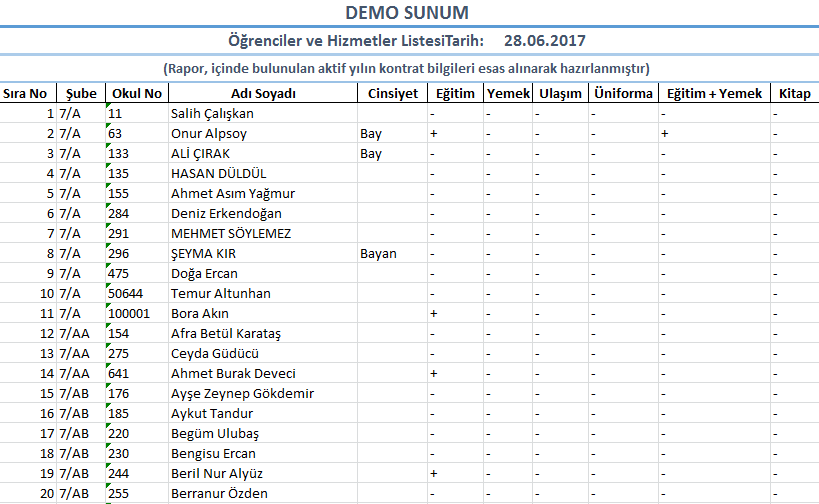 DEMO SUNUM
Öğrenciler ve Hizmetler ListesiTarih: 28.06.2017
(Rapor, içinde bulunulan aktif yılın kontrat bilgileri esas alınarak hazırlanmıştır)
Sıra No Şube Okul No Adı Soyadı Cinsiyet Eğitim Yemek Ulaşım Üniforma Eğitim + Yemek Kitap
1 7/A 11 Salih Çalışkan - - - - - -
2 7/A 63 Onur Alpsoy Bay + - - - + -
3 7/A 133 ALİ ÇIRAK Bay - - - - - -
4 7/A 135 HASAN DÜLDÜL - - - - - -
5 7/A 155 Ahmet Asım Yağmur - - - - - -
6 7/A 284 Deniz Erkendoğan - - - - - -
7 7/A 291 MEHMET SÖYLEMEZ - - - - - -
8 7/A 296 ŞEYMA KIR Bayan - - - - - -
9 7/A 475 Doğa Ercan - - - - - -
10 7/A 50644 Temur Altunhan - - - - - -
11 7/A 100001 Bora Akın + - - - - -
12 7/AA 154 Afra Betül Karataş - - - - - -
13 7/AA 275 Ceyda Güdücü - - - - - -
14 7/AA 641 Ahmet Burak Deveci + - - - - -
15 7/AB 176 Ayşe Zeynep Gökdemir - - - - - -
16 7/AB 185 Aykut Tandur - - - - - -
17 7/AB 220 Begüm Ulubaş - - - - - -
18 7/AB 230 Bengisu Ercan - - - - - -
19 7/AB 244 Beril Nur Alyüz + - - - - -
20 7/AB 255 Berranur Özden - - - - - -